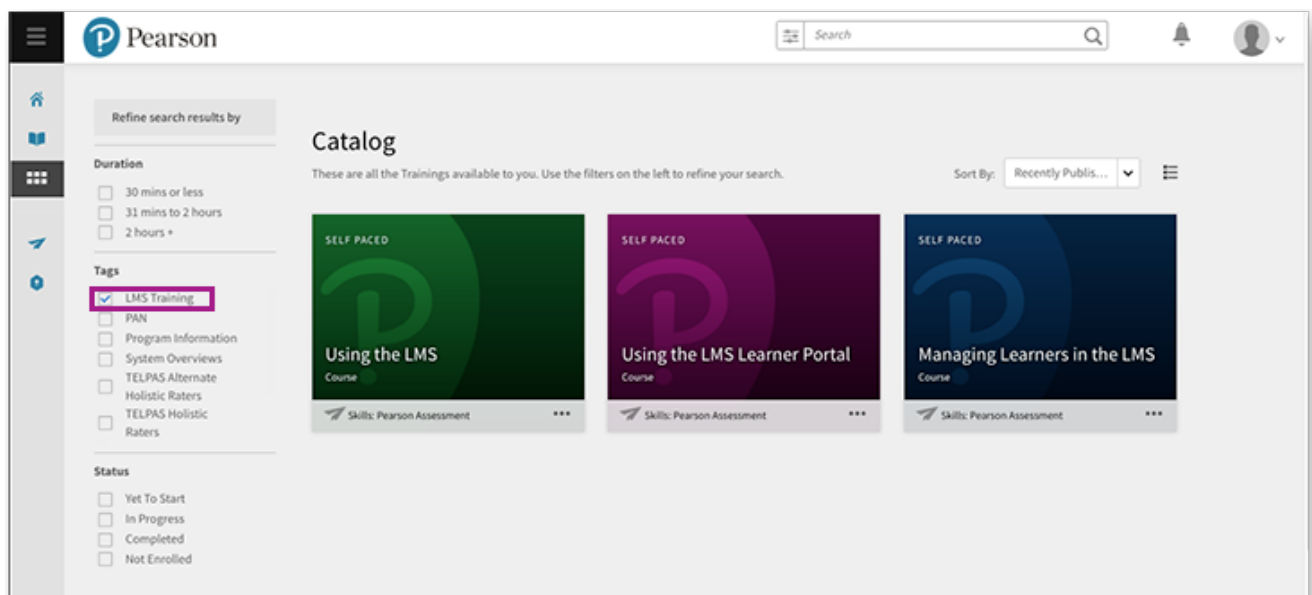 Pearson
Search
Refine search results by
Duration
30 mins or less
31 mins to 2 hours
2 hours +
Tags
LMS Training
PAN
Program Information
System Overviews
TELPAS Alternate
Holistic Raters
TELPAS Holistic
Raters
Status
Yet To Start
In Progress
Completed
Not Enrolled
Catalog
These are all the Trainings available to you. Use the filters on the left to refine your search.
Sort By: Recently Publis...
SELF PACED
Using the LMS
Course
Skills: Pearson Assessment
SELF PACED
Using the LMS Learner Portal
Course
Skills: Pearson Assessment
SELF PACED
Managing Learners in the LMS
Course
Skills: Pearson Assessment